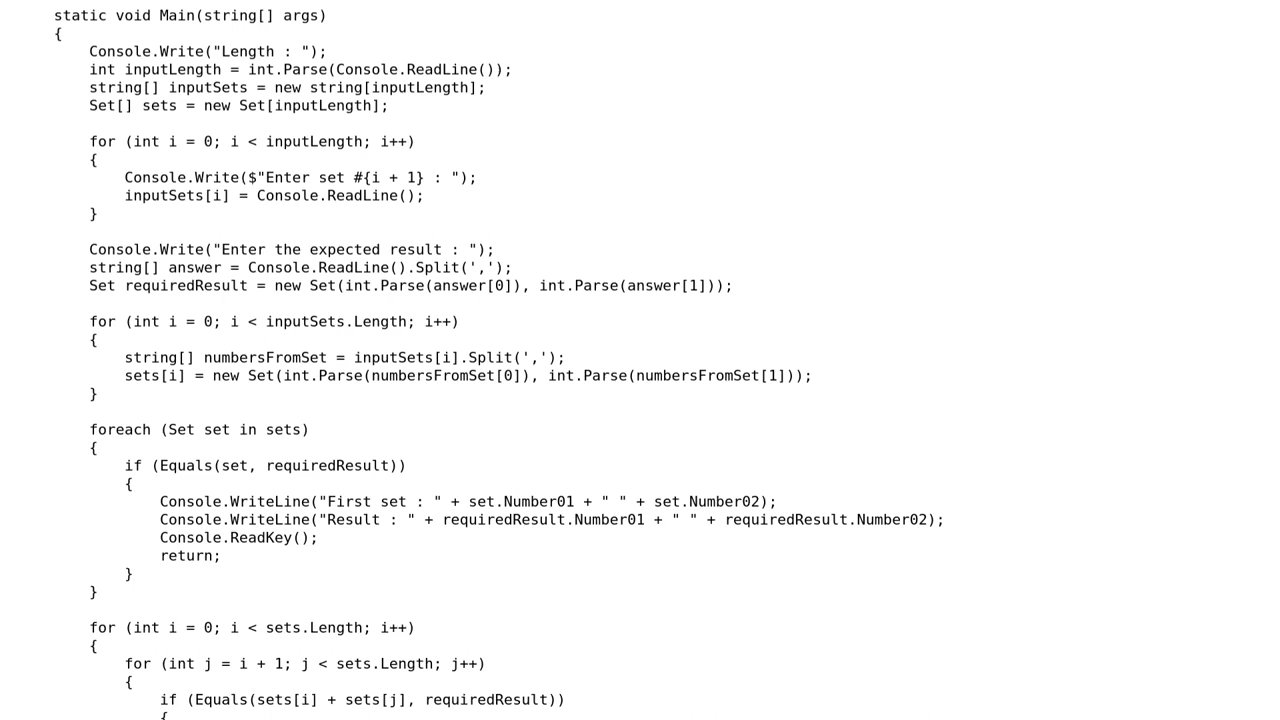 static void Main(string[] args)
{
Console.Write("Length : ");
int inputLength = int.Parse(Console.ReadLine());
string[] inputSets = new string[inputLength];
Set[] sets = new Set[inputLength];
for (int i = 0; i < inputLength; i++)
{
Console.Write($"Enter set #{i + 1} : ");
inputSets[i] = Console.ReadLine();
}
Console.Write("Enter the expected result : ");
string[] answer = Console.ReadLine().Split(',');
Set requiredResult = new Set(int.Parse(answer[0]), int.Parse(answer[1]));
for (int i = 0; i < inputSets.Length; i++)
{
string[] numbersFromSet = inputSets[i].Split(',');
sets[i] = new Set(int.Parse(numbersFromSet[0]), int.Parse(numbersFromSet[1]));
}
foreach (Set set in sets)
{
if (Equals(set, requiredResult))
{
Console.WriteLine("First set : " + set.Number01 + " " + set.Number02);
Console.WriteLine("Result : " + requiredResult.Number01 + " " + requiredResult.Number02);
Console.ReadKey();
return;
}
}
for (int i = 0; i < sets.Length; i++)
{
for (int j = i + 1; j < sets.Length; j++)
{
if (Equals(sets[i] + sets[j], requiredResult))
{